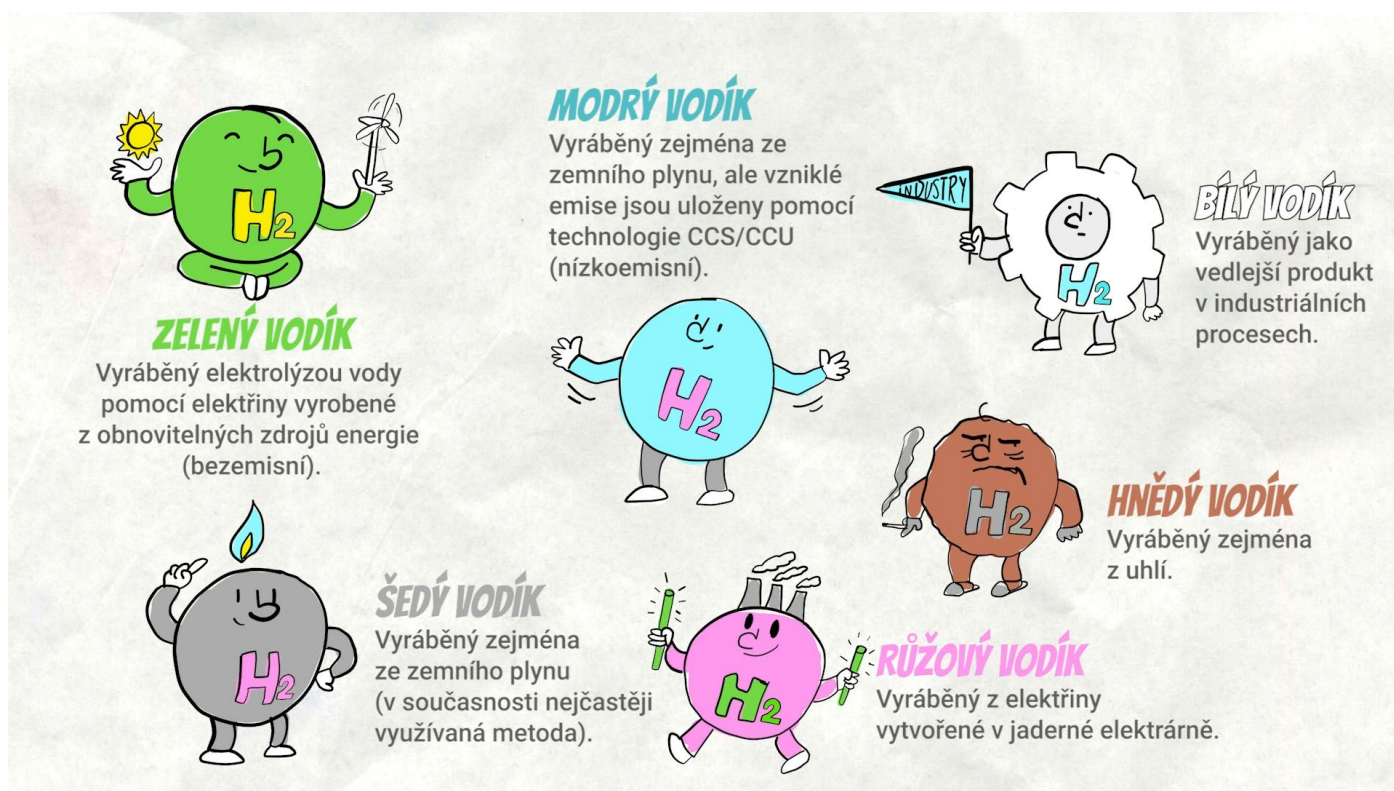 H2
ZELENÝ VODÍK
Vyráběný elektrolýzou vody
pomocí elektřiny vyrobené
z obnovitelných zdrojů energie
(bezemisní).
MODRÝ VODÍK
Vyráběný zejména ze
zemního plynu, ale vzniklé
emise jsou uloženy pomocí
technologie CCS/CCU
(nízkoemisní).
H2
INDUSTRY
H2
BÍLÝ VODÍK
Vyráběný jako
vedlejší produkt
v industriálních
procesech.
H2
HNĚDÝ VODÍK
Vyráběný zejména
z uhlí.
H2
ŠEDÝ VODÍK
Vyráběný zejména
ze zemního plynu
(v současnosti nejčastěji
využívaná metoda).
H2
RŮŽOVÝ VODÍK
Vyráběný z elektřiny
vytvořené v jaderné elektrárně.